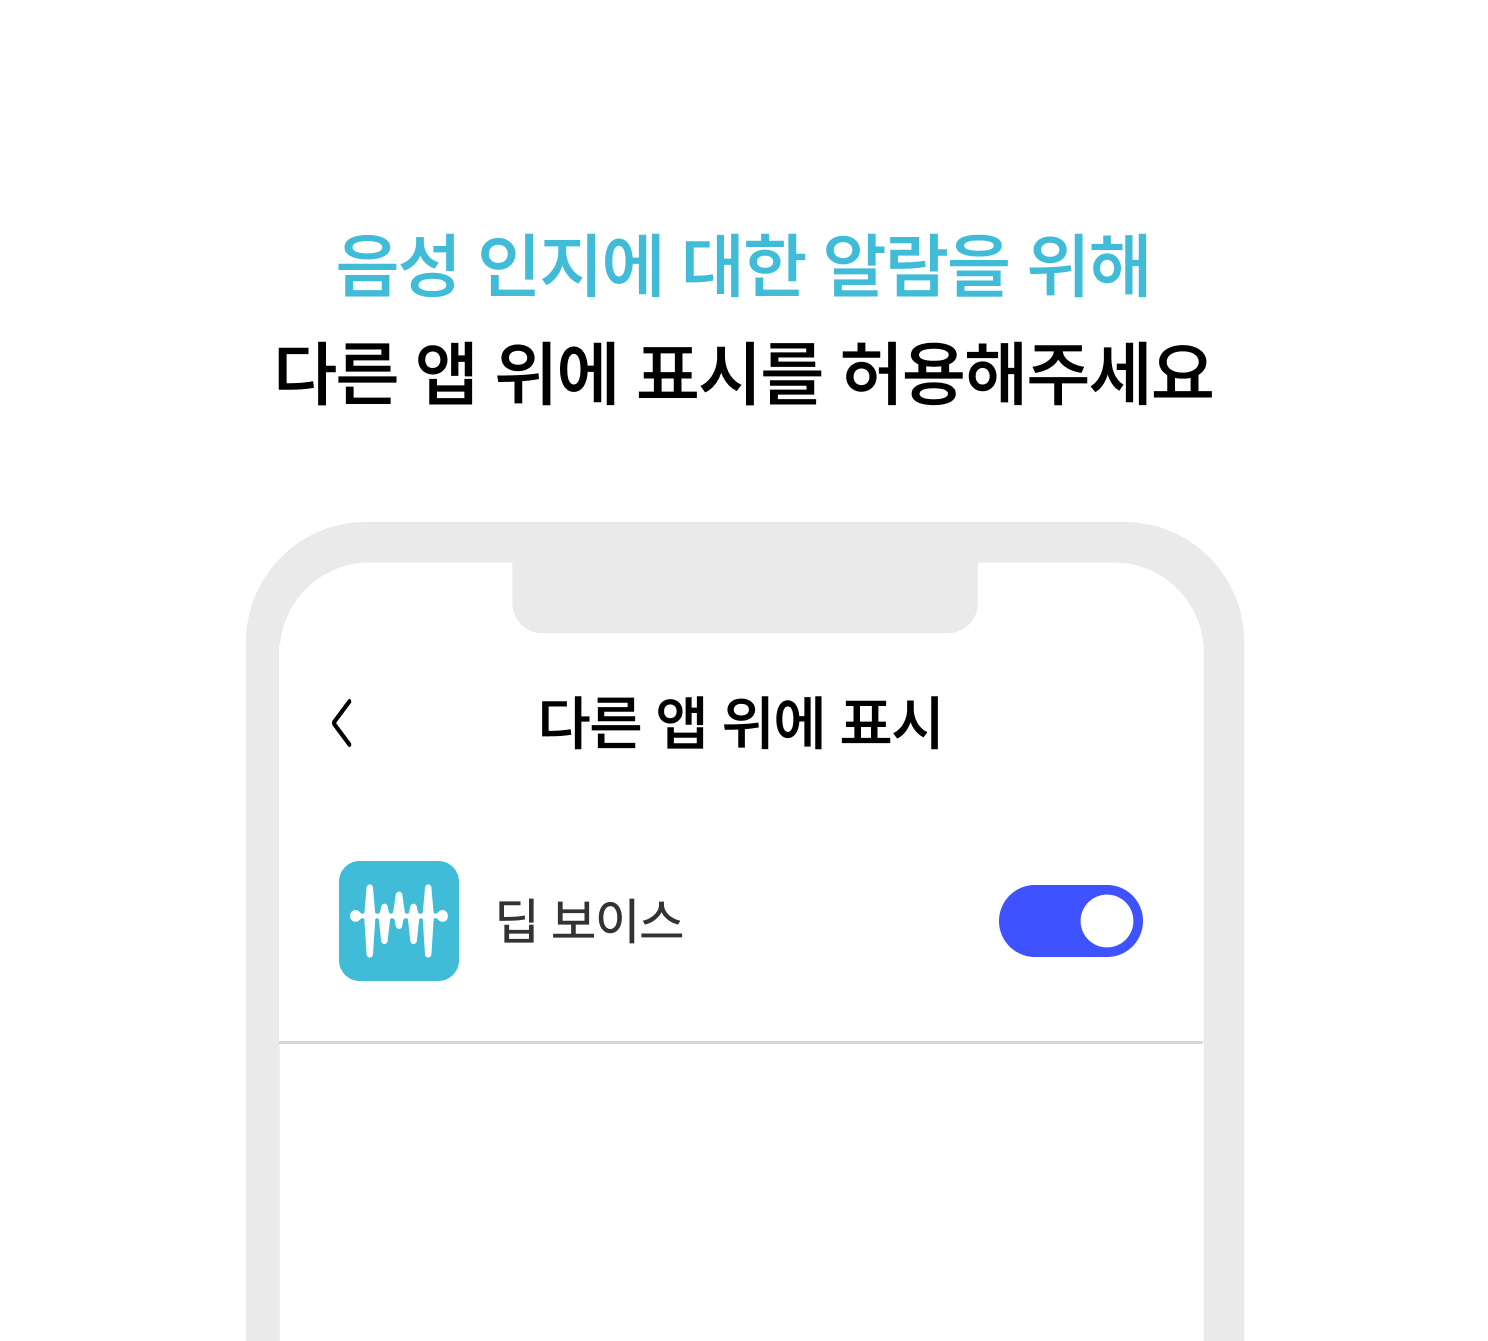 음성 인지에 대한 알람을 위해
다른 앱 위에 표시를 허용해주세요
다른 앱 위에 표시
딥 보이스